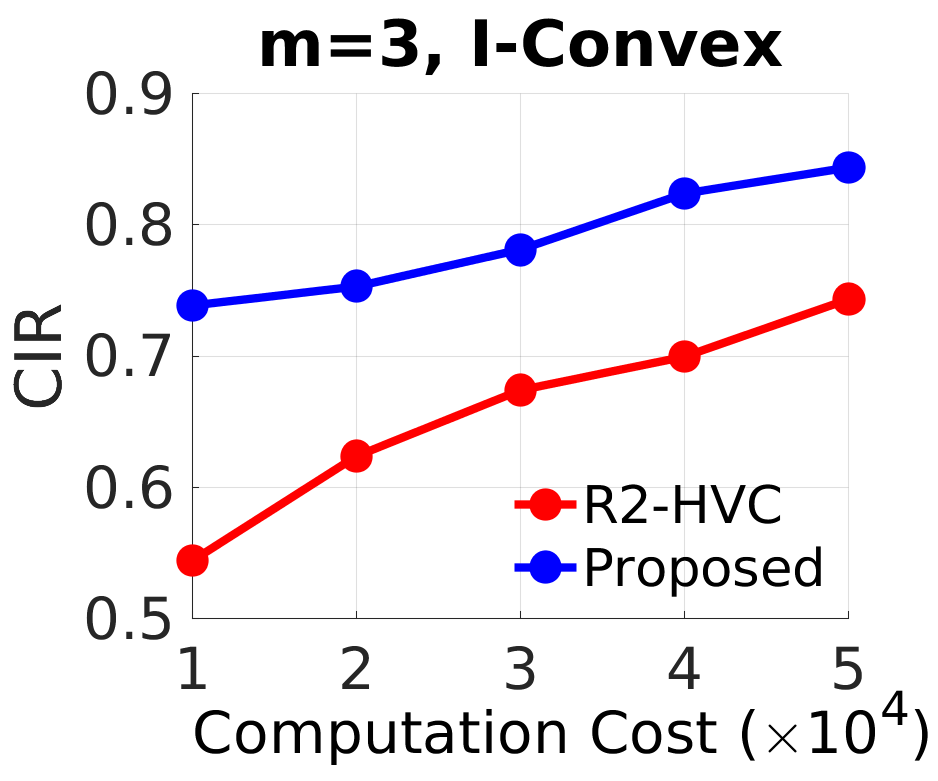 m=3, I-Convex
0.9
0.8
0.7
0.6
0.5
CIR
R2-HVC
Proposed
1 2 3 4 5
Computation Cost (×10⁴)